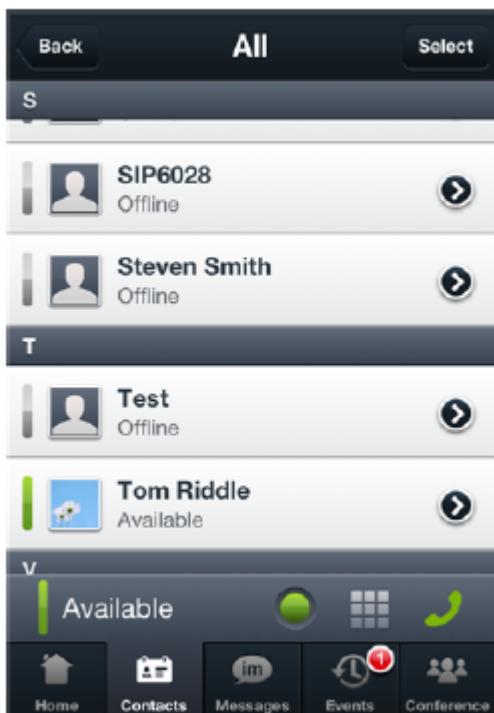 Back
All
Select
S
SIP6028
Offline
Steven Smith
Offline
T
Test
Offline
Tom Riddle
Available
V
Available
im
1
Home
Contacts
Messages
Events
Conference